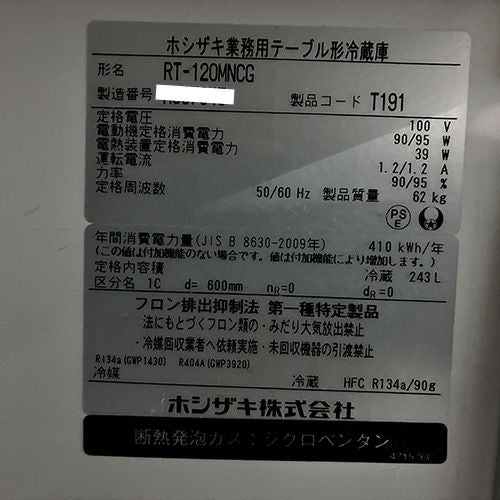 ホシザキ業務用テーブル形冷蔵庫
形名 RT-120MNCG
製造番号
製品コード T191
定格電圧 100 V
電動機定格消費電力 90/95 W
電熱装置定格消費電力 39 W
運転電流 1.2/1.2 A
力率 90/95 %
定格周波数 50/60 Hz 製品質量 62 kg
PS
E
年間消費電力量(JIS B 8630-2009年) 410 kWh/年
(この値は付加機能のない場合です。値は付加機能により増加します。)
定格内容積 冷蔵 243 L
区分名 1C d= 600mm nR=0 dR=0
フロン排出抑制法 第一種特定製品
法にもとづくフロン類の・みだり大気放出禁止
・冷媒回収業者へ依頼実施・未回収機器の引渡禁止
R134a(GWP1430) R404A(GWP3920)
冷媒 冷蔵 HFC R134a/90g
ホシザキ株式会社
断熱発泡ガス：シクロペンタン